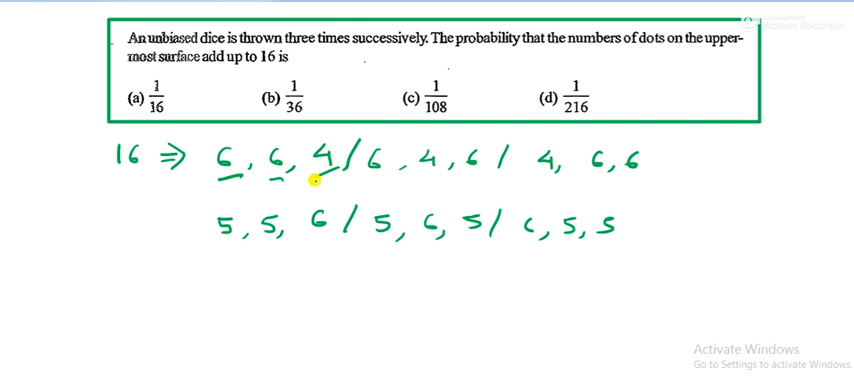 An unbiased dice is thrown three times successively. The probability that the numbers of dots on the upper-
most surface add up to 16 is
(a) 1/16 (b) 1/36 (c) 1/108 (d) 1/216
16 ⇒ 6, 6, 4 / 6, 4, 6 / 4, 6, 6
5, 5, 6 / 5, 6, 5 / 6, 5, 5
Activate Windows
Go to Settings to activate Windows.